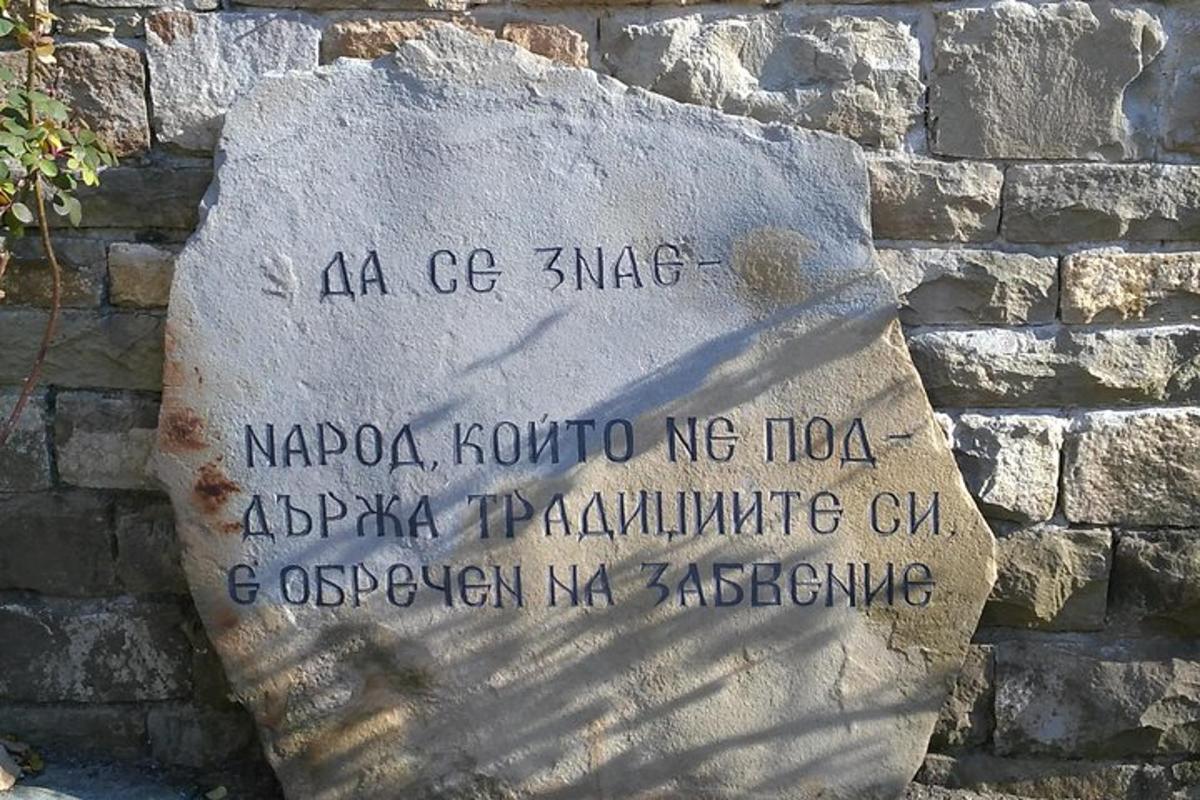 ДА СЕ ЗНАЕ-
НАРОД, КОЙТО НЕ ПОД-
ДЪРЖА ТРАДИЦИИТЕ СИ,
Е ОБРЕЧЕН НА ЗАБВЕНИЕ